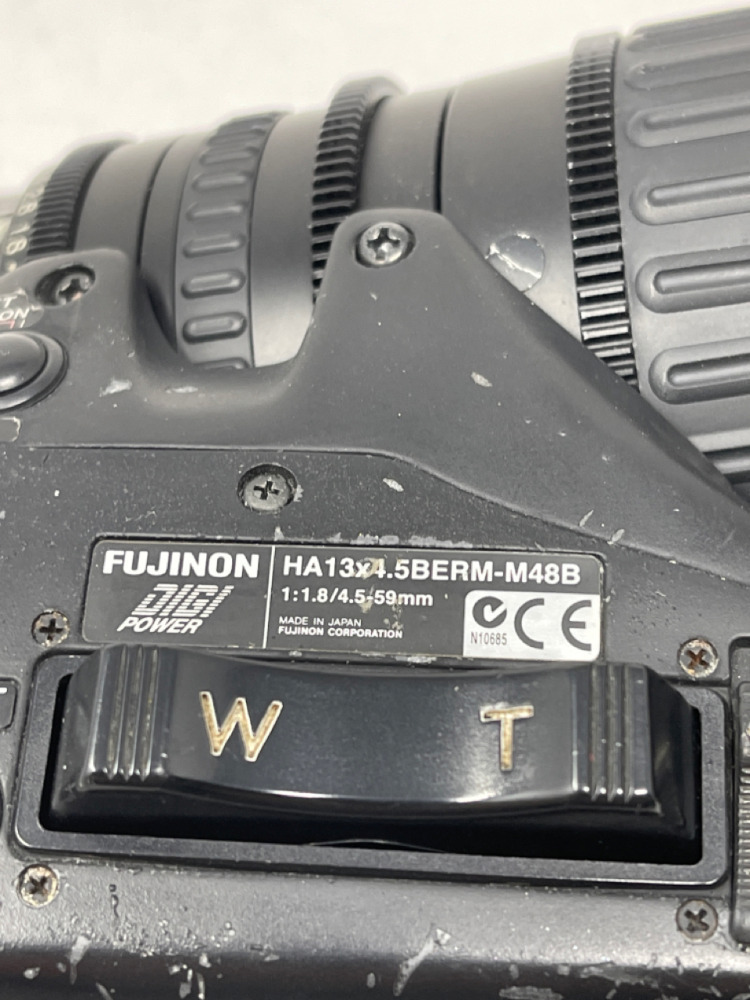 FUJINON
DIGI
POWER
HA13x4.5BERM-M48B
1:1.8/4.5-59mm
MADE IN JAPAN
FUJINON CORPORATION
N10685
CE
W T